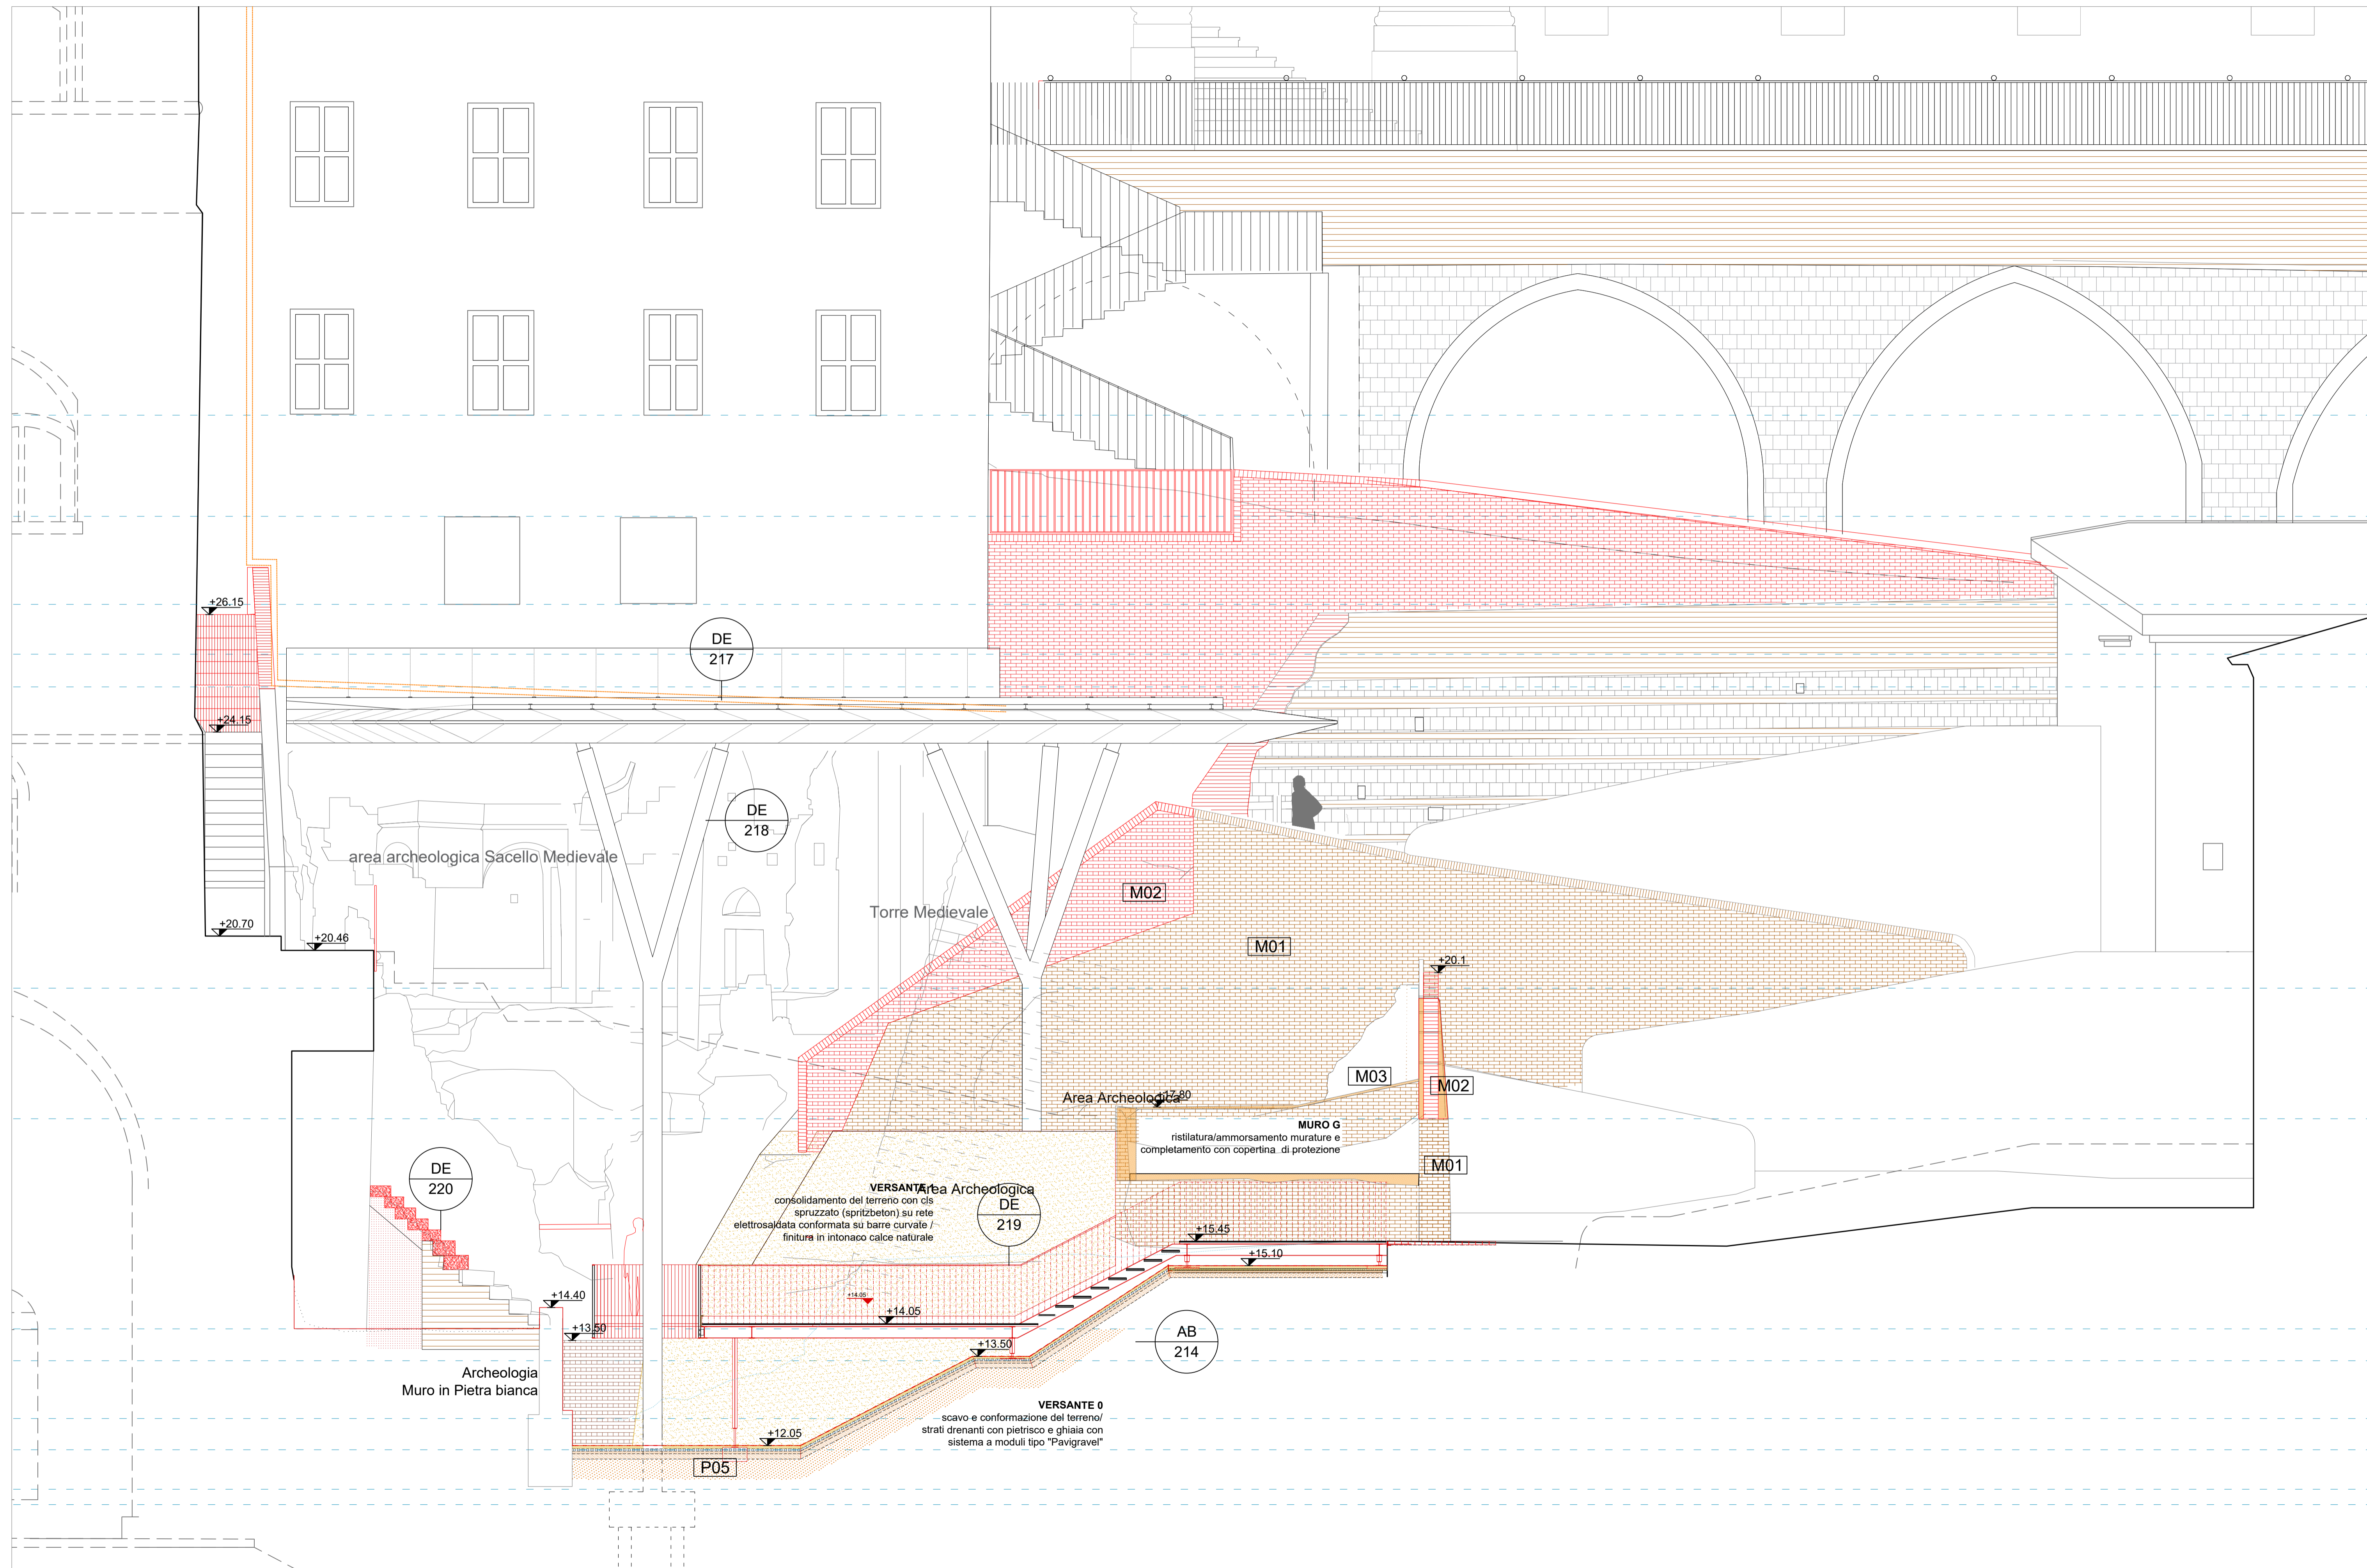 +26.15
DE
217
+24.15
DE
218
area archeologica Sacello Medievale
M02
Torre Medievale
+20.70
+20.46
M01
+20.1
M03
M02
Area Archeologica
+17.80
MURO G
ristilatura/ammorsamento murature e
completamento con copertina di protezione
M01
DE
220
VERSANTE 1
Area Archeologica
consolidamento del terreno con cls
spruzzato (spritzbeton) su rete
elettrosaldata conformata su barre curvate /
finitura in intonaco calce naturale
DE
219
+15.45
+15.10
+14.40
+14.05
+14.05
+13.50
+13.50
AB
214
Archeologia
Muro in Pietra bianca
VERSANTE 0
scavo e conformazione del terreno/
strati drenanti con pietrisco e ghiaia con
sistema a moduli tipo "Pavigravel"
+12.05
P05